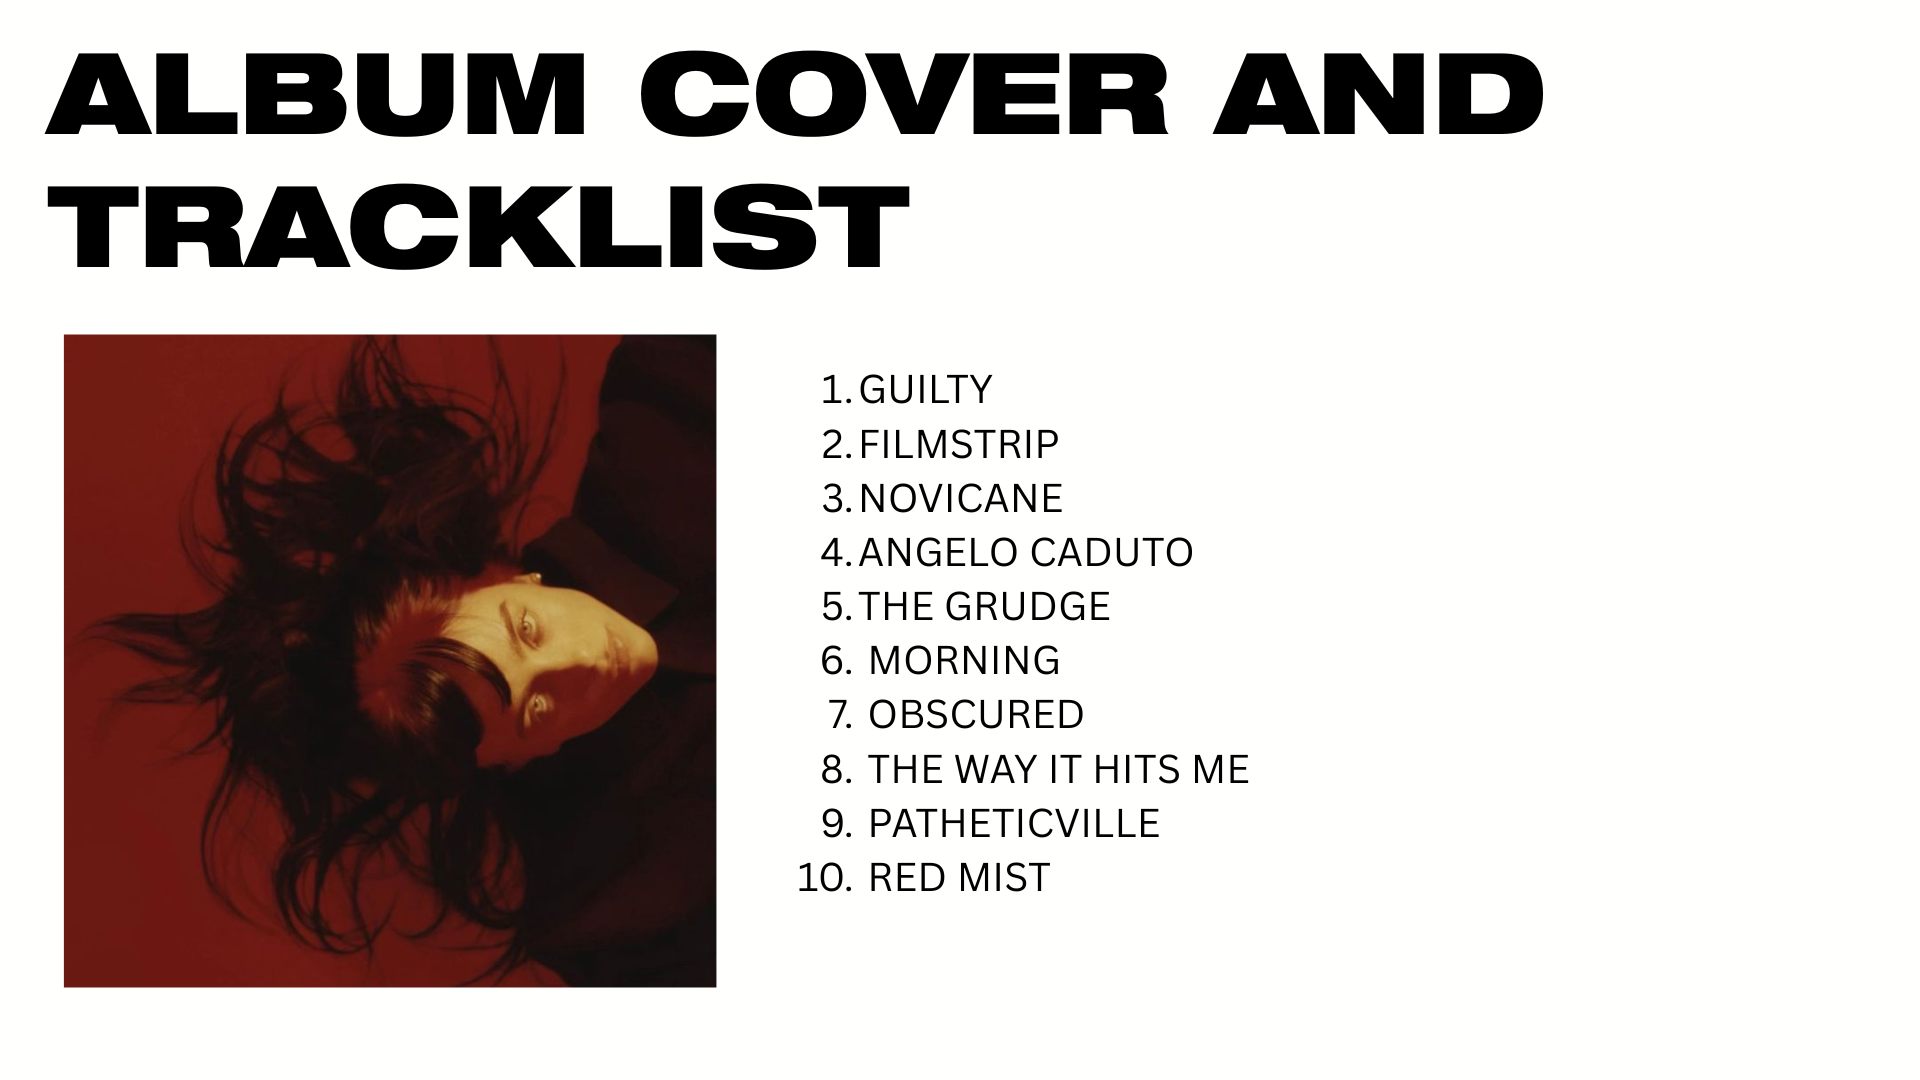 ALBUM COVER AND
TRACKLIST
1. GUILTY
2. FILMSTRIP
3. NOVICANE
4. ANGELO CADUTO
5. THE GRUDGE
6. MORNING
7. OBSCURED
8. THE WAY IT HITS ME
9. PATHETICVILLE
10. RED MIST